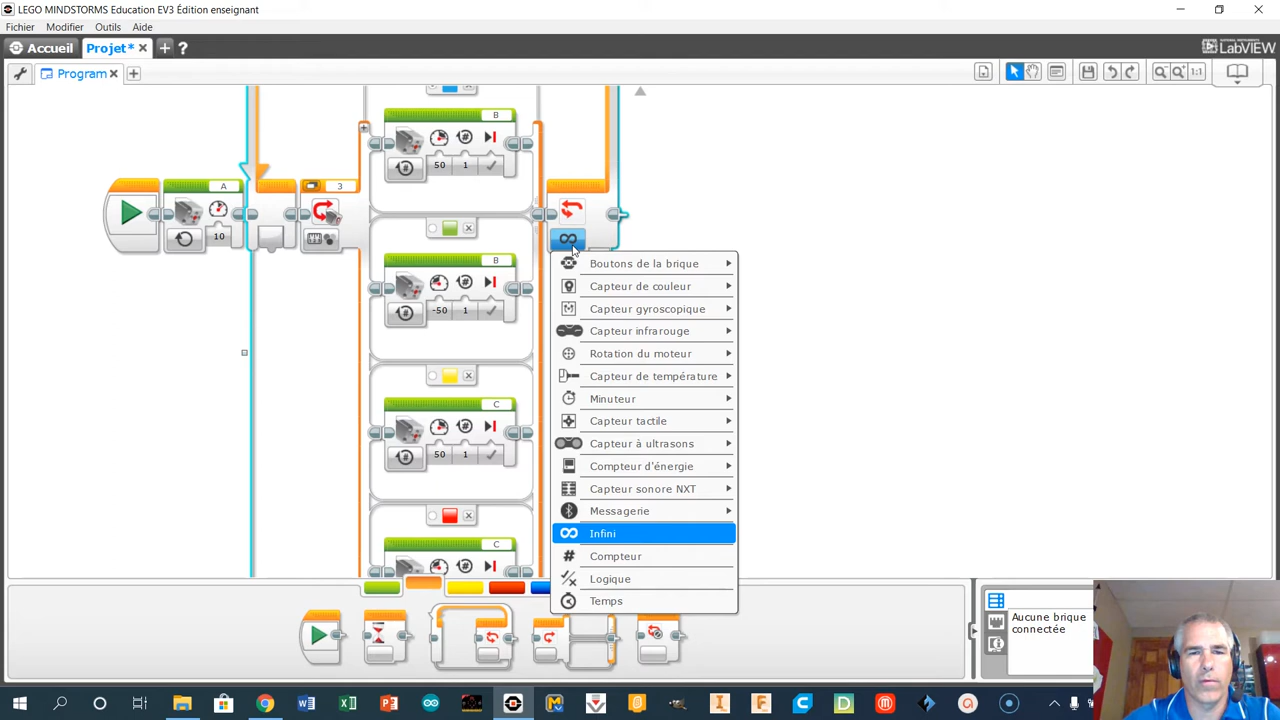 LEGO MINDSTORMS Education EV3 Édition enseignant
Fichier Modifier Outils Aide
Accueil Projet* × + ?
LabVIEW
Program × +
1:1
B
50 1
A 3
10
B
-50 1
C
50 1
C
Boutons de la brique
Capteur de couleur
Capteur gyroscopique
Capteur infrarouge
Rotation du moteur
Capteur de température
Minuteur
Capteur tactile
Capteur à ultrasons
Compteur d'énergie
Capteur sonore NXT
Messagerie
Infini
Compteur
Logique
Temps
Aucune brique
connectée